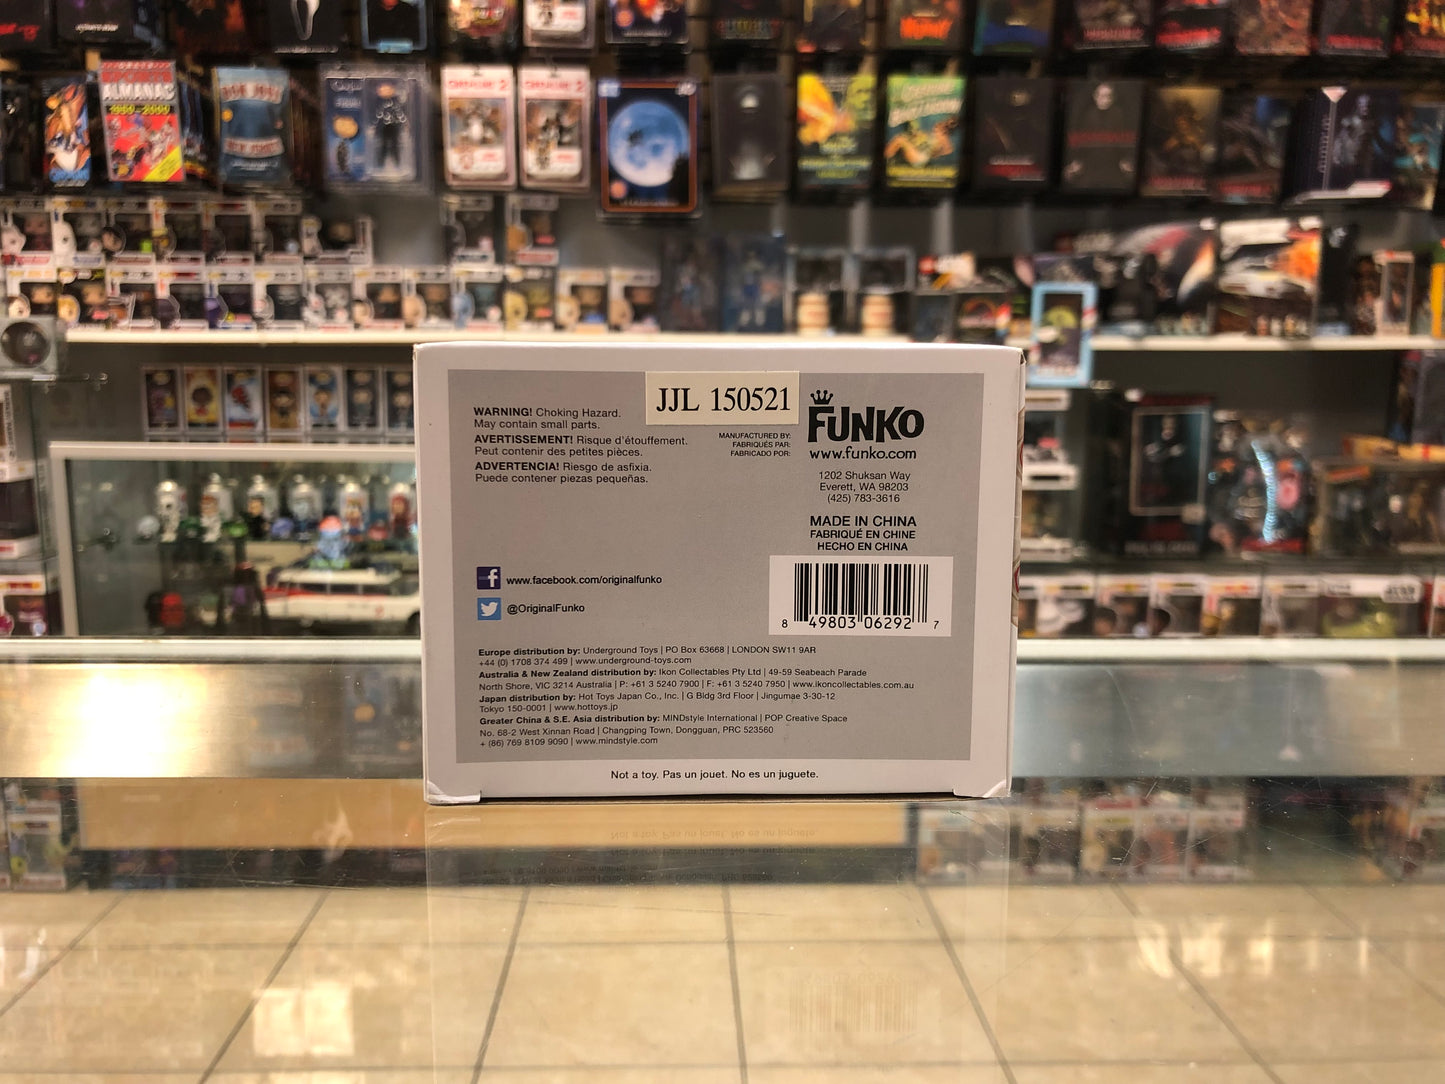 ALMANAC
1950-2000
GREMLINS 2
GREMLINS 2
JJL 150521
WARNING! Choking Hazard.
May contain small parts.
AVERTISSEMENT! Risque d'étouffement.
Peut contenir des petites pièces.
ADVERTENCIA! Riesgo de asfixia.
Puede contener piezas pequeñas.
MANUFACTURED BY:
FABRIQUÉS PAR:
FABRICADO POR:
FUNKO
www.funko.com
1202 Shuksan Way
Everett, WA 98203
(425) 783-3616
MADE IN CHINA
FABRIQUÉ EN CHINE
HECHO EN CHINA
www.facebook.com/originalfunko
@OriginalFunko
8 49803 06292 7
Europe distribution by: Underground Toys | PO Box 63668 | LONDON SW11 9AR
+44 (0) 1708 374 499 | www.underground-toys.com
Australia & New Zealand distribution by: Ikon Collectables Pty Ltd | 49-59 Seabeach Parade
North Shore, VIC 3214 Australia | P: +61 3 5240 7900 | F: +61 3 5240 7950 | www.ikoncollectables.com.au
Japan distribution by: Hot Toys Japan Co., Inc. | G Bldg 3rd Floor | Jingumae 3-30-12
Tokyo 150-0001 | www.hottoys.jp
Greater China & S.E. Asia distribution by: MINDstyle International | POP Creative Space
No. 68-2 West Xinnan Road | Changping Town, Dongguan, PRC 523560
+ (86) 769 8109 9090 | www.mindstyle.com
Not a toy. Pas un jouet. No es un juguete.